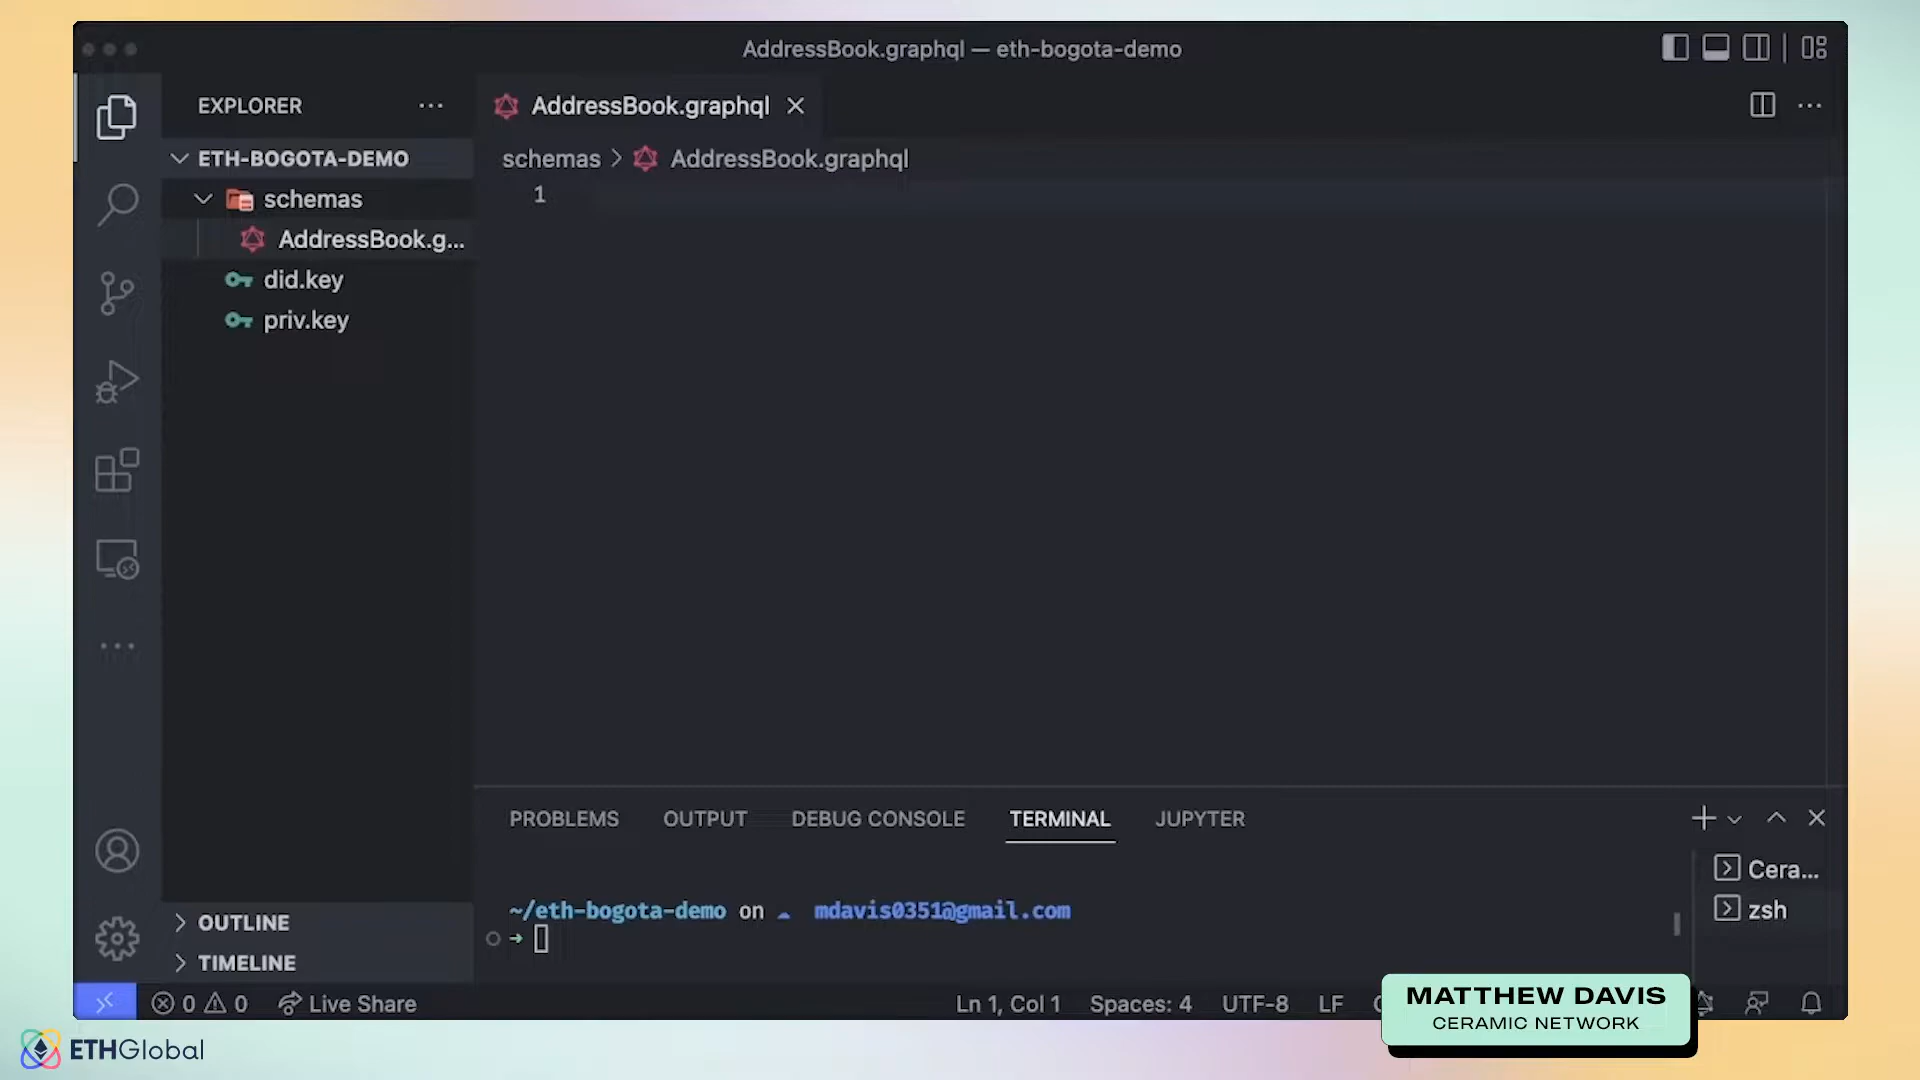 AddressBook.graphql — eth-bogota-demo
EXPLORER
AddressBook.graphql
ETH-BOGOTA-DEMO
schemas
AddressBook.g...
did.key
priv.key
schemas > AddressBook.graphql
1
PROBLEMS OUTPUT DEBUG CONSOLE TERMINAL JUPYTER
~/eth-bogota-demo on mdavis0351@gmail.com
Cera...
zsh
OUTLINE
TIMELINE
0 0 Live Share
Ln 1, Col 1 Spaces: 4 UTF-8 LF
MATTHEW DAVIS
CERAMIC NETWORK
ETHGlobal